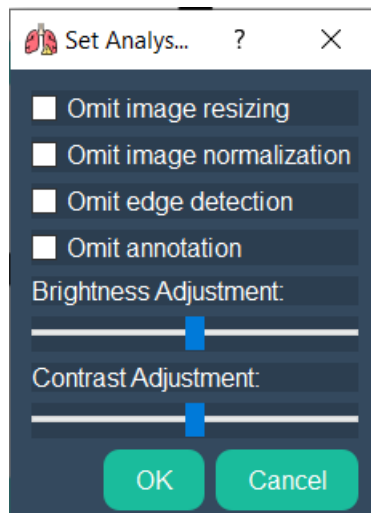 Set Analys... ?
Omit image resizing
Omit image normalization
Omit edge detection
Omit annotation
Brightness Adjustment:
Contrast Adjustment:
OK Cancel